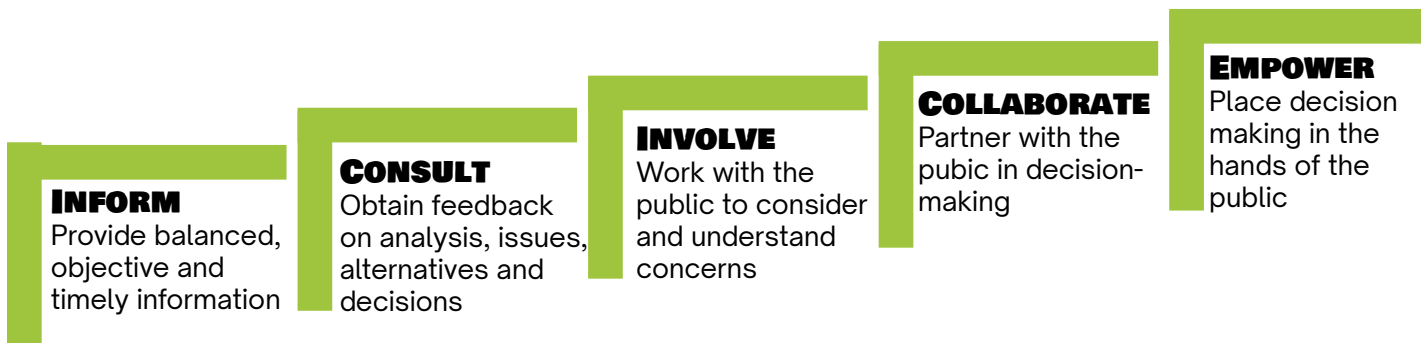 INFORM
Provide balanced,
objective and
timely information
CONSULT
Obtain feedback
on analysis, issues,
alternatives and
decisions
INVOLVE
Work with the
public to consider
and understand
concerns
COLLABORATE
Partner with the
pubic in decision-
making
EMPOWER
Place decision
making in the
hands of the
public